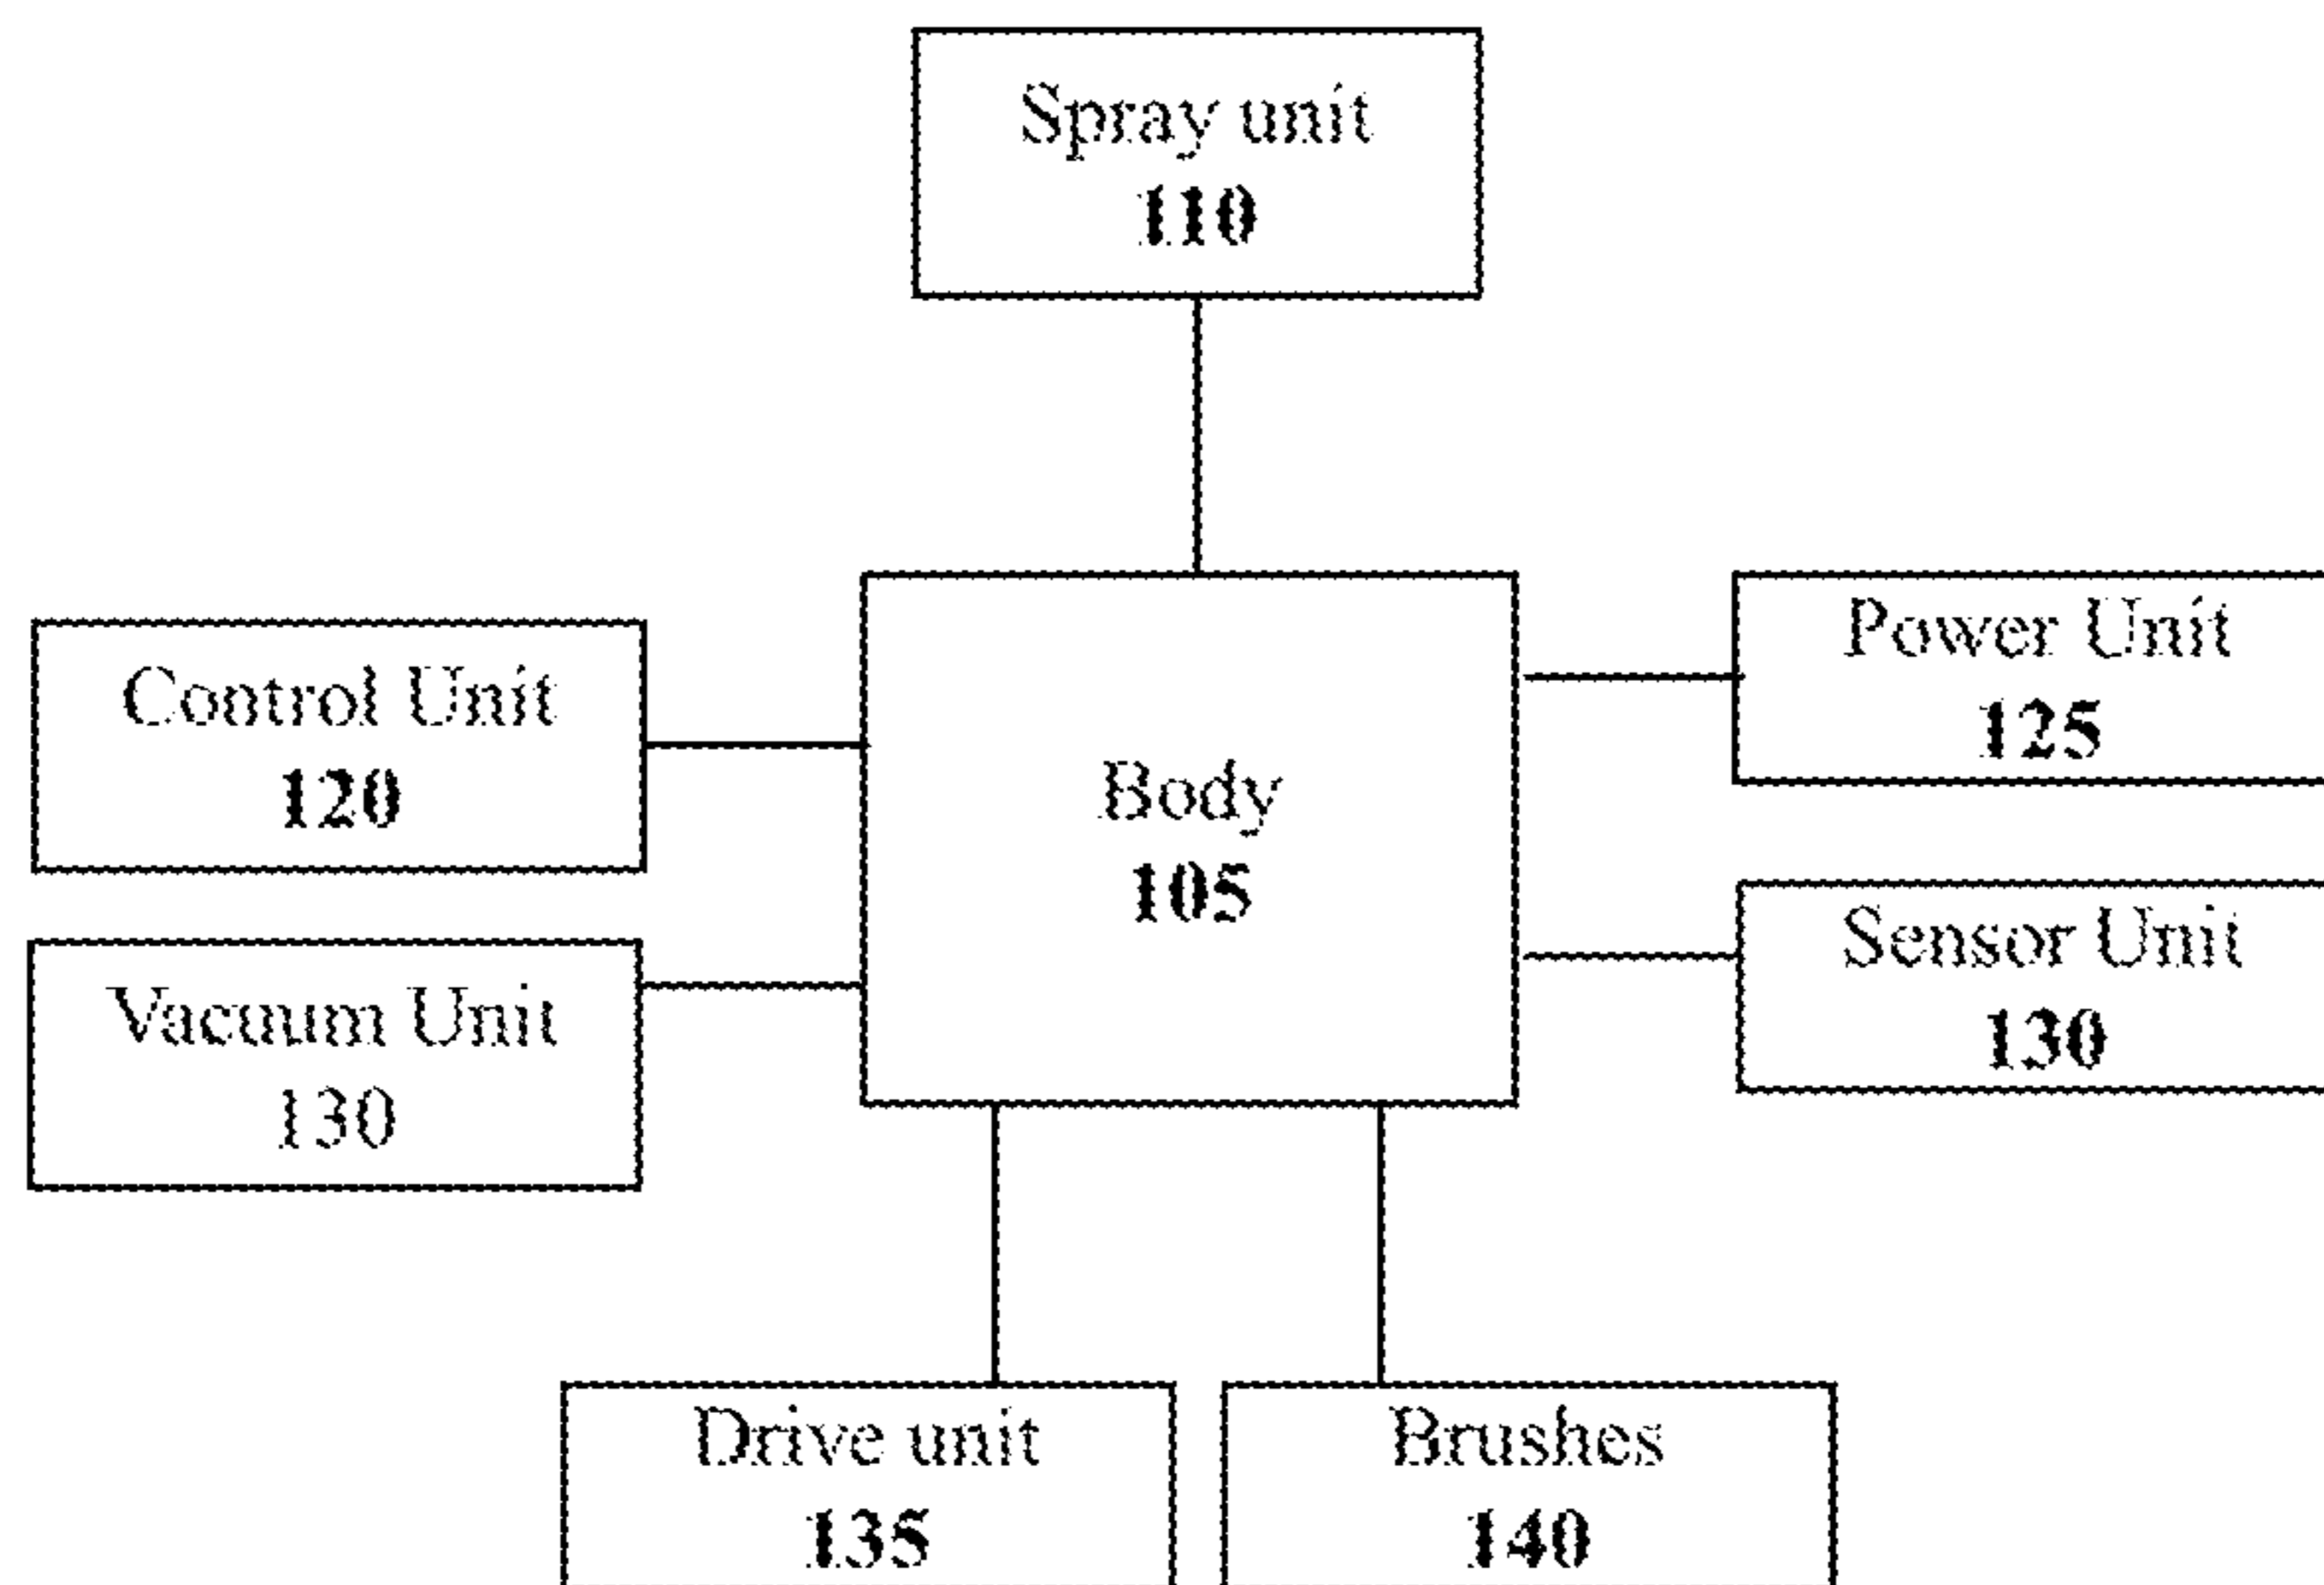 Spray unit
110
Control Unit
120
Body
105
Power Unit
125
Vacuum Unit
130
Sensor Unit
130
Drive unit
135
Brushes
140